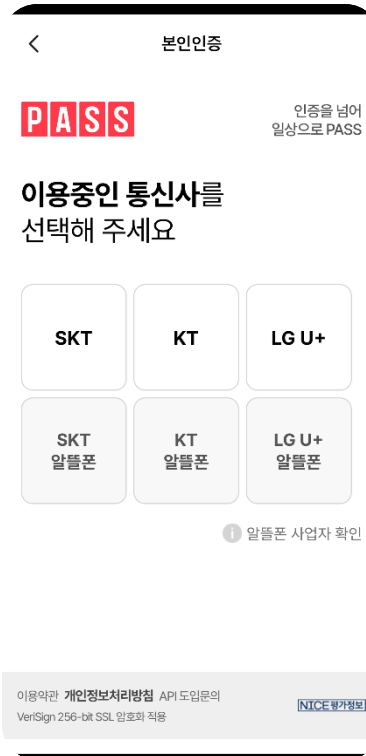 본인인증
PASS
인증을 넘어
일상으로 PASS
이용중인 통신사를
선택해 주세요
SKT
KT
LG U+
SKT
알뜰폰
KT
알뜰폰
LG U+
알뜰폰
알뜰폰 사업자 확인
이용약관 개인정보처리방침 API 도입문의
VeriSign 256-bit SSL 암호화 적용
NICE평가정보